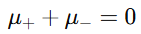 μ₊ + μ₋ = 0